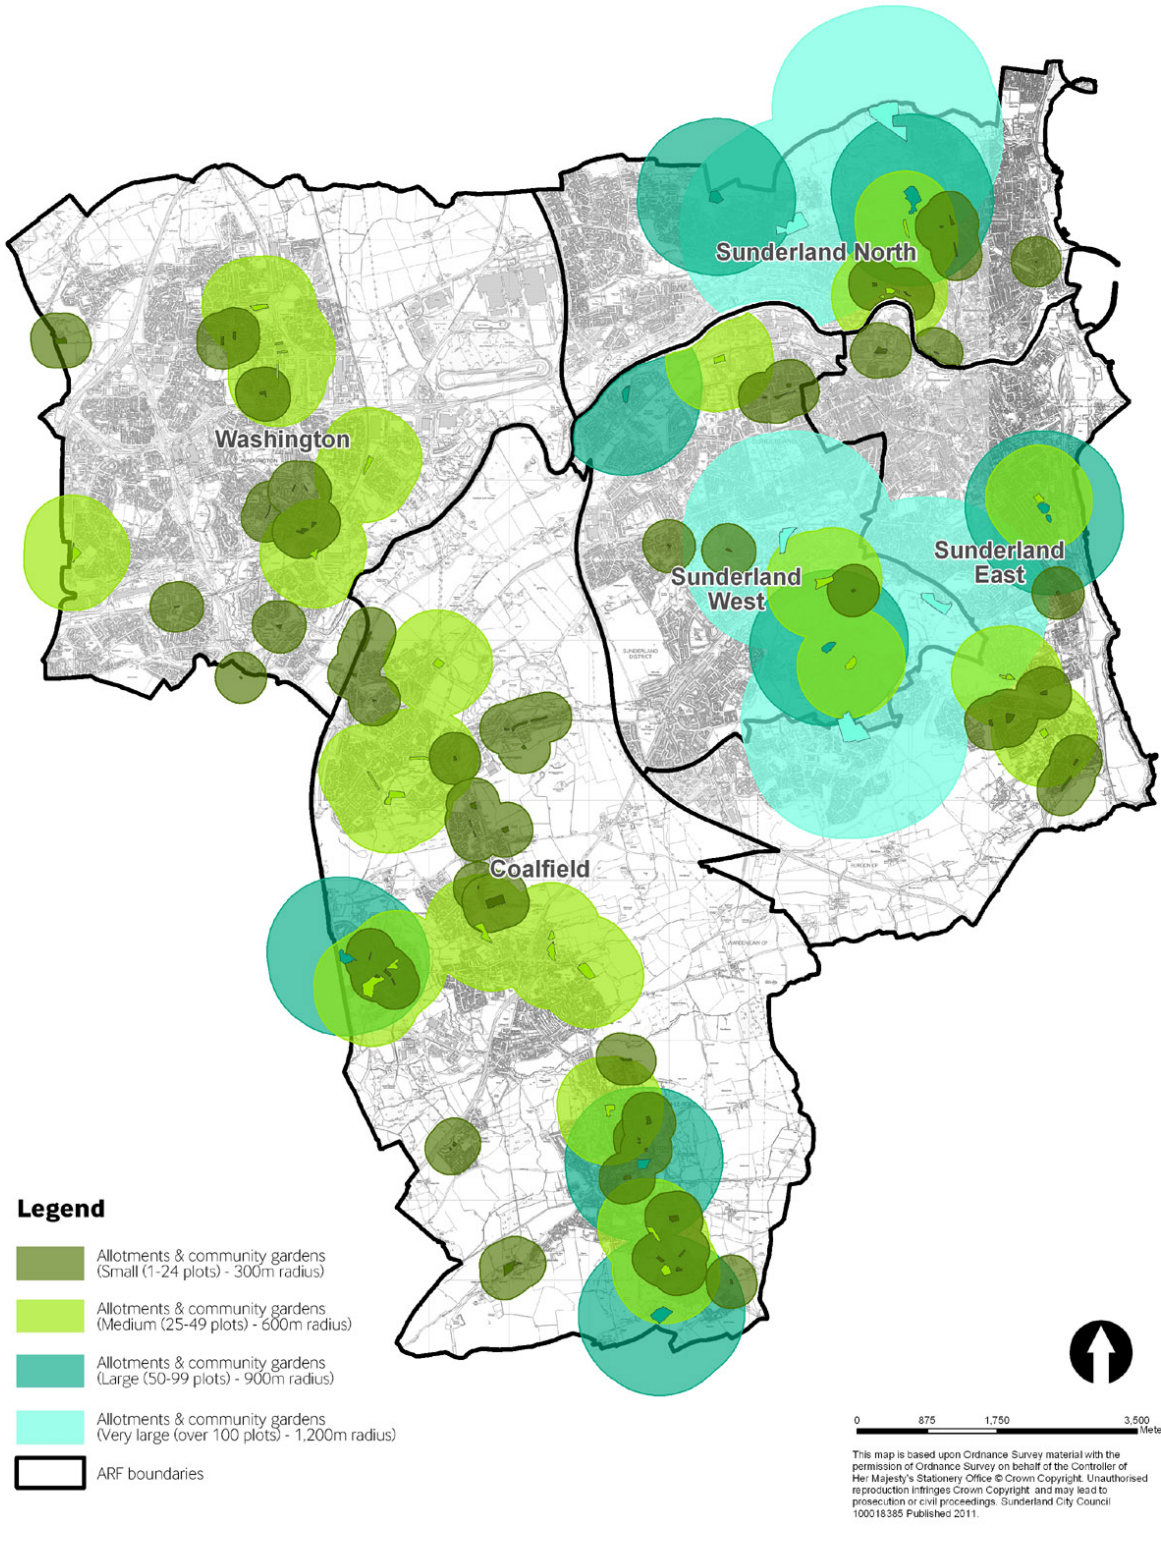 Sunderland North
Washington
Sunderland
East
Sunderland
West
Coalfield
Legend
Allotments & community gardens
(Small (1-24 plots) - 300m radius)
Allotments & community gardens
(Medium (25-49 plots) - 600m radius)
Allotments & community gardens
(Large (50-99 plots) - 900m radius)
Allotments & community gardens
(Very large (over 100 plots) - 1,200m radius)
ARF boundaries
0 875 1,750 3,500
Mete
This map is based upon Ordnance Survey material with the
permission of Ordnance Survey on behalf of the Controller of
Her Majesty's Stationery Office © Crown Copyright. Unauthorised
reproduction infringes Crown Copyright and may lead to
prosecution or civil proceedings. Sunderland City Council
100018385 Published 2011.